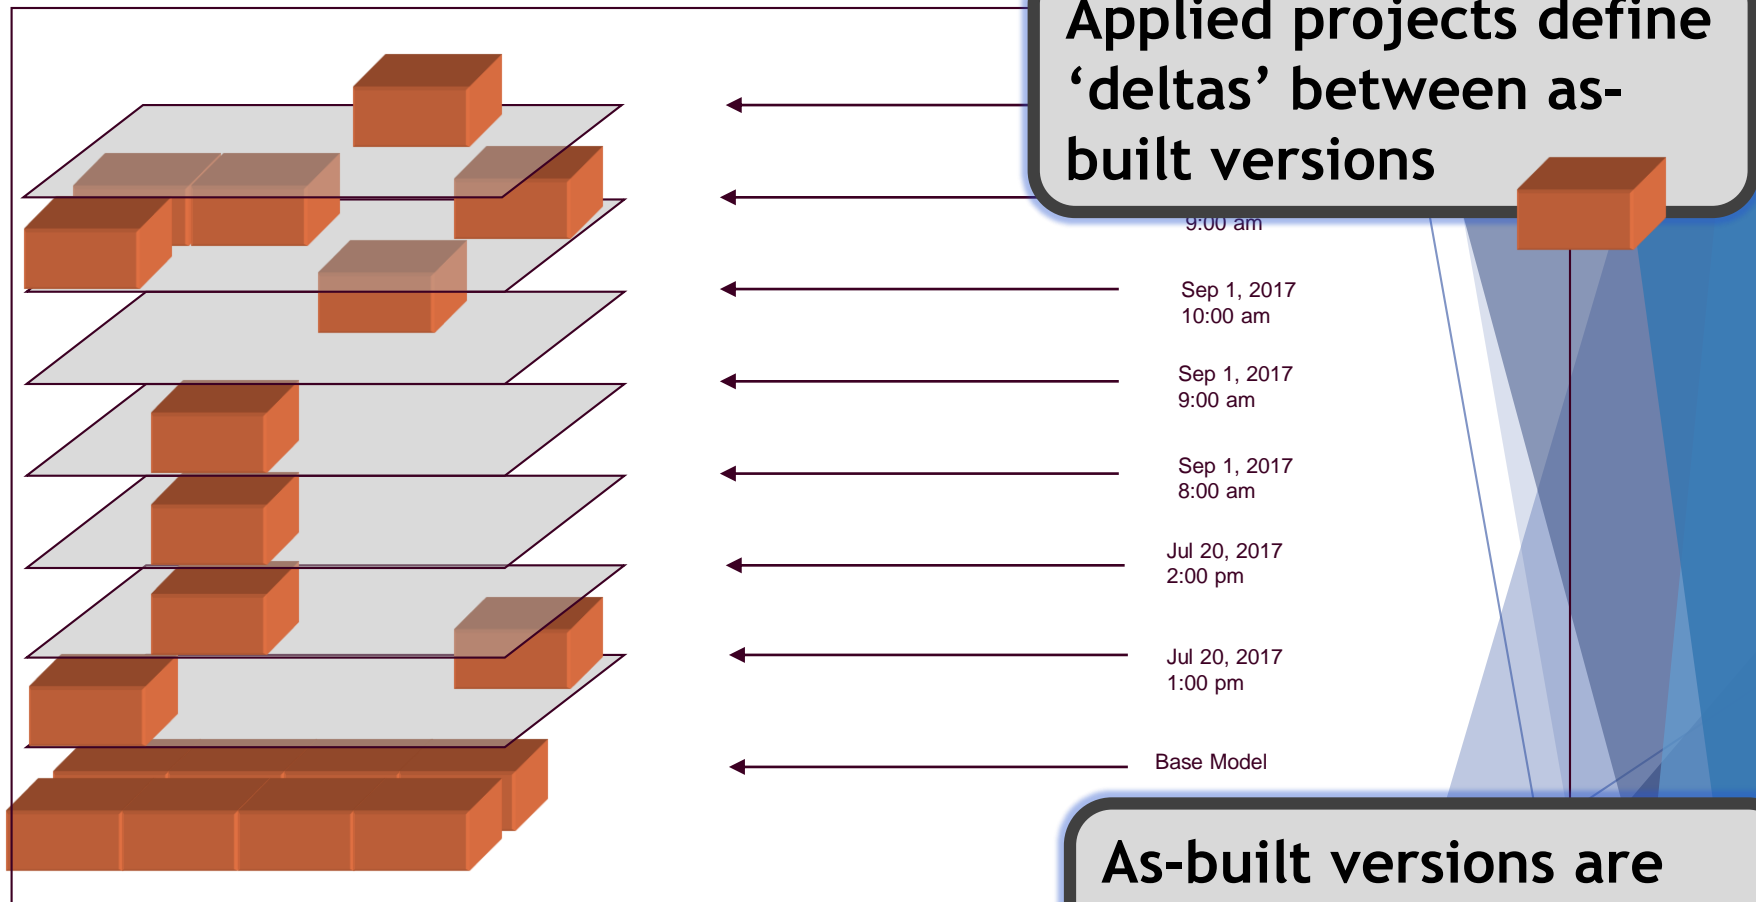 Applied projects define
‘deltas’ between as-
built versions
9:00 am
Sep 1, 2017
10:00 am
Sep 1, 2017
9:00 am
Sep 1, 2017
8:00 am
Jul 20, 2017
2:00 pm
Jul 20, 2017
1:00 pm
Base Model
As-built versions are